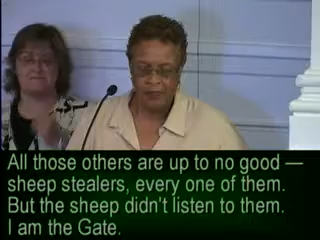 All those others are up to no good —
sheep stealers, every one of them.
But the sheep didn't listen to them.
I am the Gate.